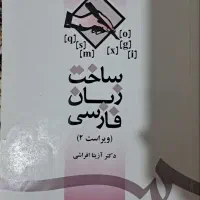 [q] [o]
[s] [g]
[m] [x] [i]
ساخت
زبان
فارسی
(ویراست ۲)
دکتر آزیتا افراشی